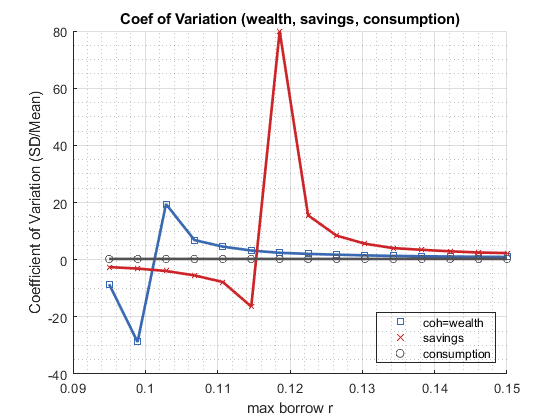 Coef of Variation (wealth, savings, consumption)
80
60
40
20
0
-20
-40
Coefficient of Variation (SD/Mean)
coh=wealth
savings
consumption
0.09
0.1
0.11
0.12
0.13
0.14
0.15
max borrow r